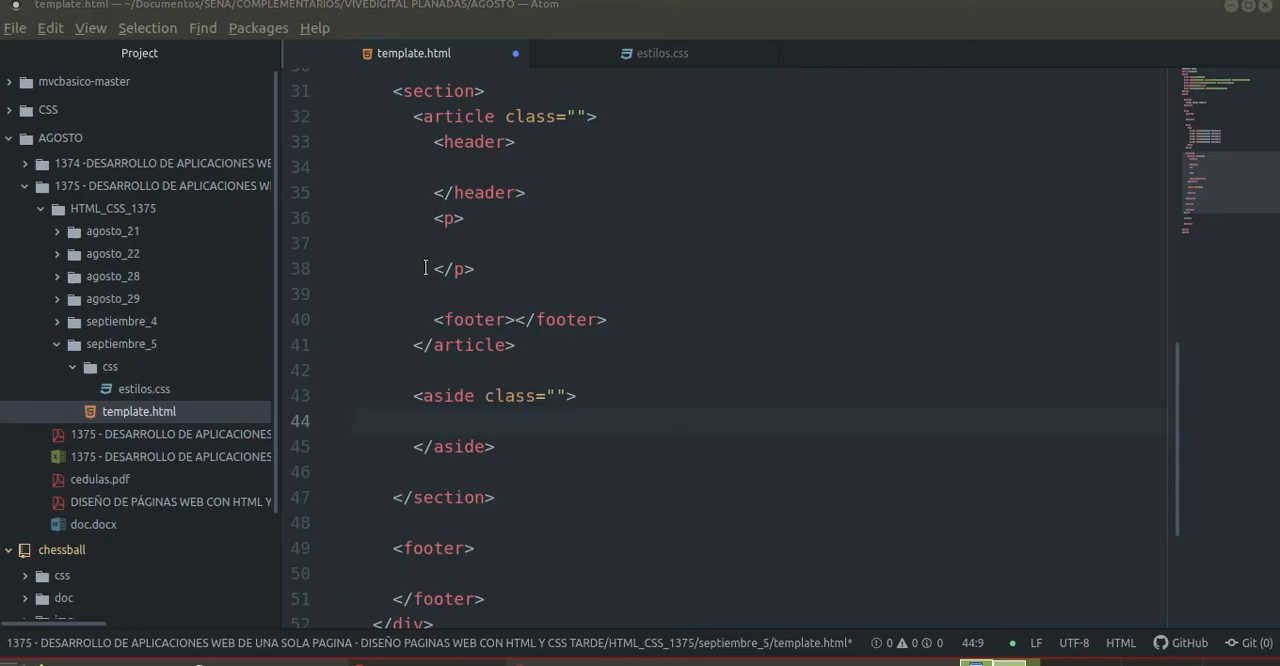 template.html — ~/Documentos/SENA/COMPLEMENTARIOS/VIVEDIGITAL PLANADAS/AGOSTO — Atom
File Edit View Selection Find Packages Help
Project
template.html
estilos.css
mvcbasico-master
CSS
AGOSTO
1374 -DESARROLLO DE APLICACIONES WE
1375 - DESARROLLO DE APLICACIONES W
HTML_CSS_1375
agosto_21
agosto_22
agosto_28
agosto_29
septiembre_4
septiembre_5
css
estilos.css
template.html
1375 - DESARROLLO DE APLICACIONES
1375 - DESARROLLO DE APLICACIONES
cedulas.pdf
DISEÑO DE PÁGINAS WEB CON HTML Y
doc.docx
chessball
css
doc
31 <section>
32 <article class="">
33 <header>
34
35 </header>
36 <p>
37
38 </p>
39
40 <footer></footer>
41 </article>
42
43 <aside class="">
44
45 </aside>
46
47 </section>
48
49 <footer>
50
51 </footer>
52 </div>
1375 - DESARROLLO DE APLICACIONES WEB DE UNA SOLA PAGINA - DISEÑO PAGINAS WEB CON HTML Y CSS TARDE/HTML_CSS_1375/septiembre_5/template.html* 0 0 0 44:9 LF UTF-8 HTML GitHub Git (0)